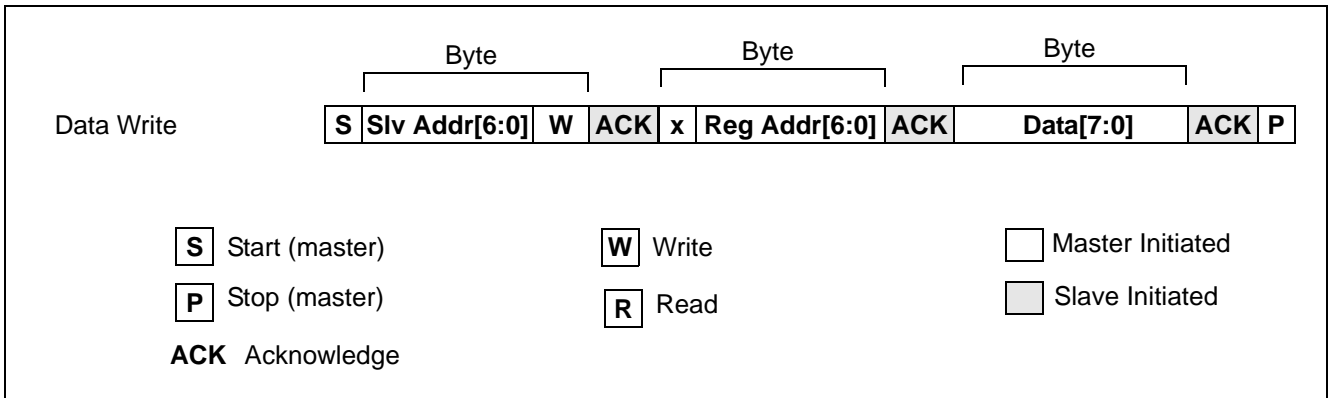 Byte Byte Byte
Data Write S Slv Addr[6:0] W ACK x Reg Addr[6:0] ACK Data[7:0] ACK P
S Start (master) W Write Master Initiated
P Stop (master) R Read Slave Initiated
ACK Acknowledge